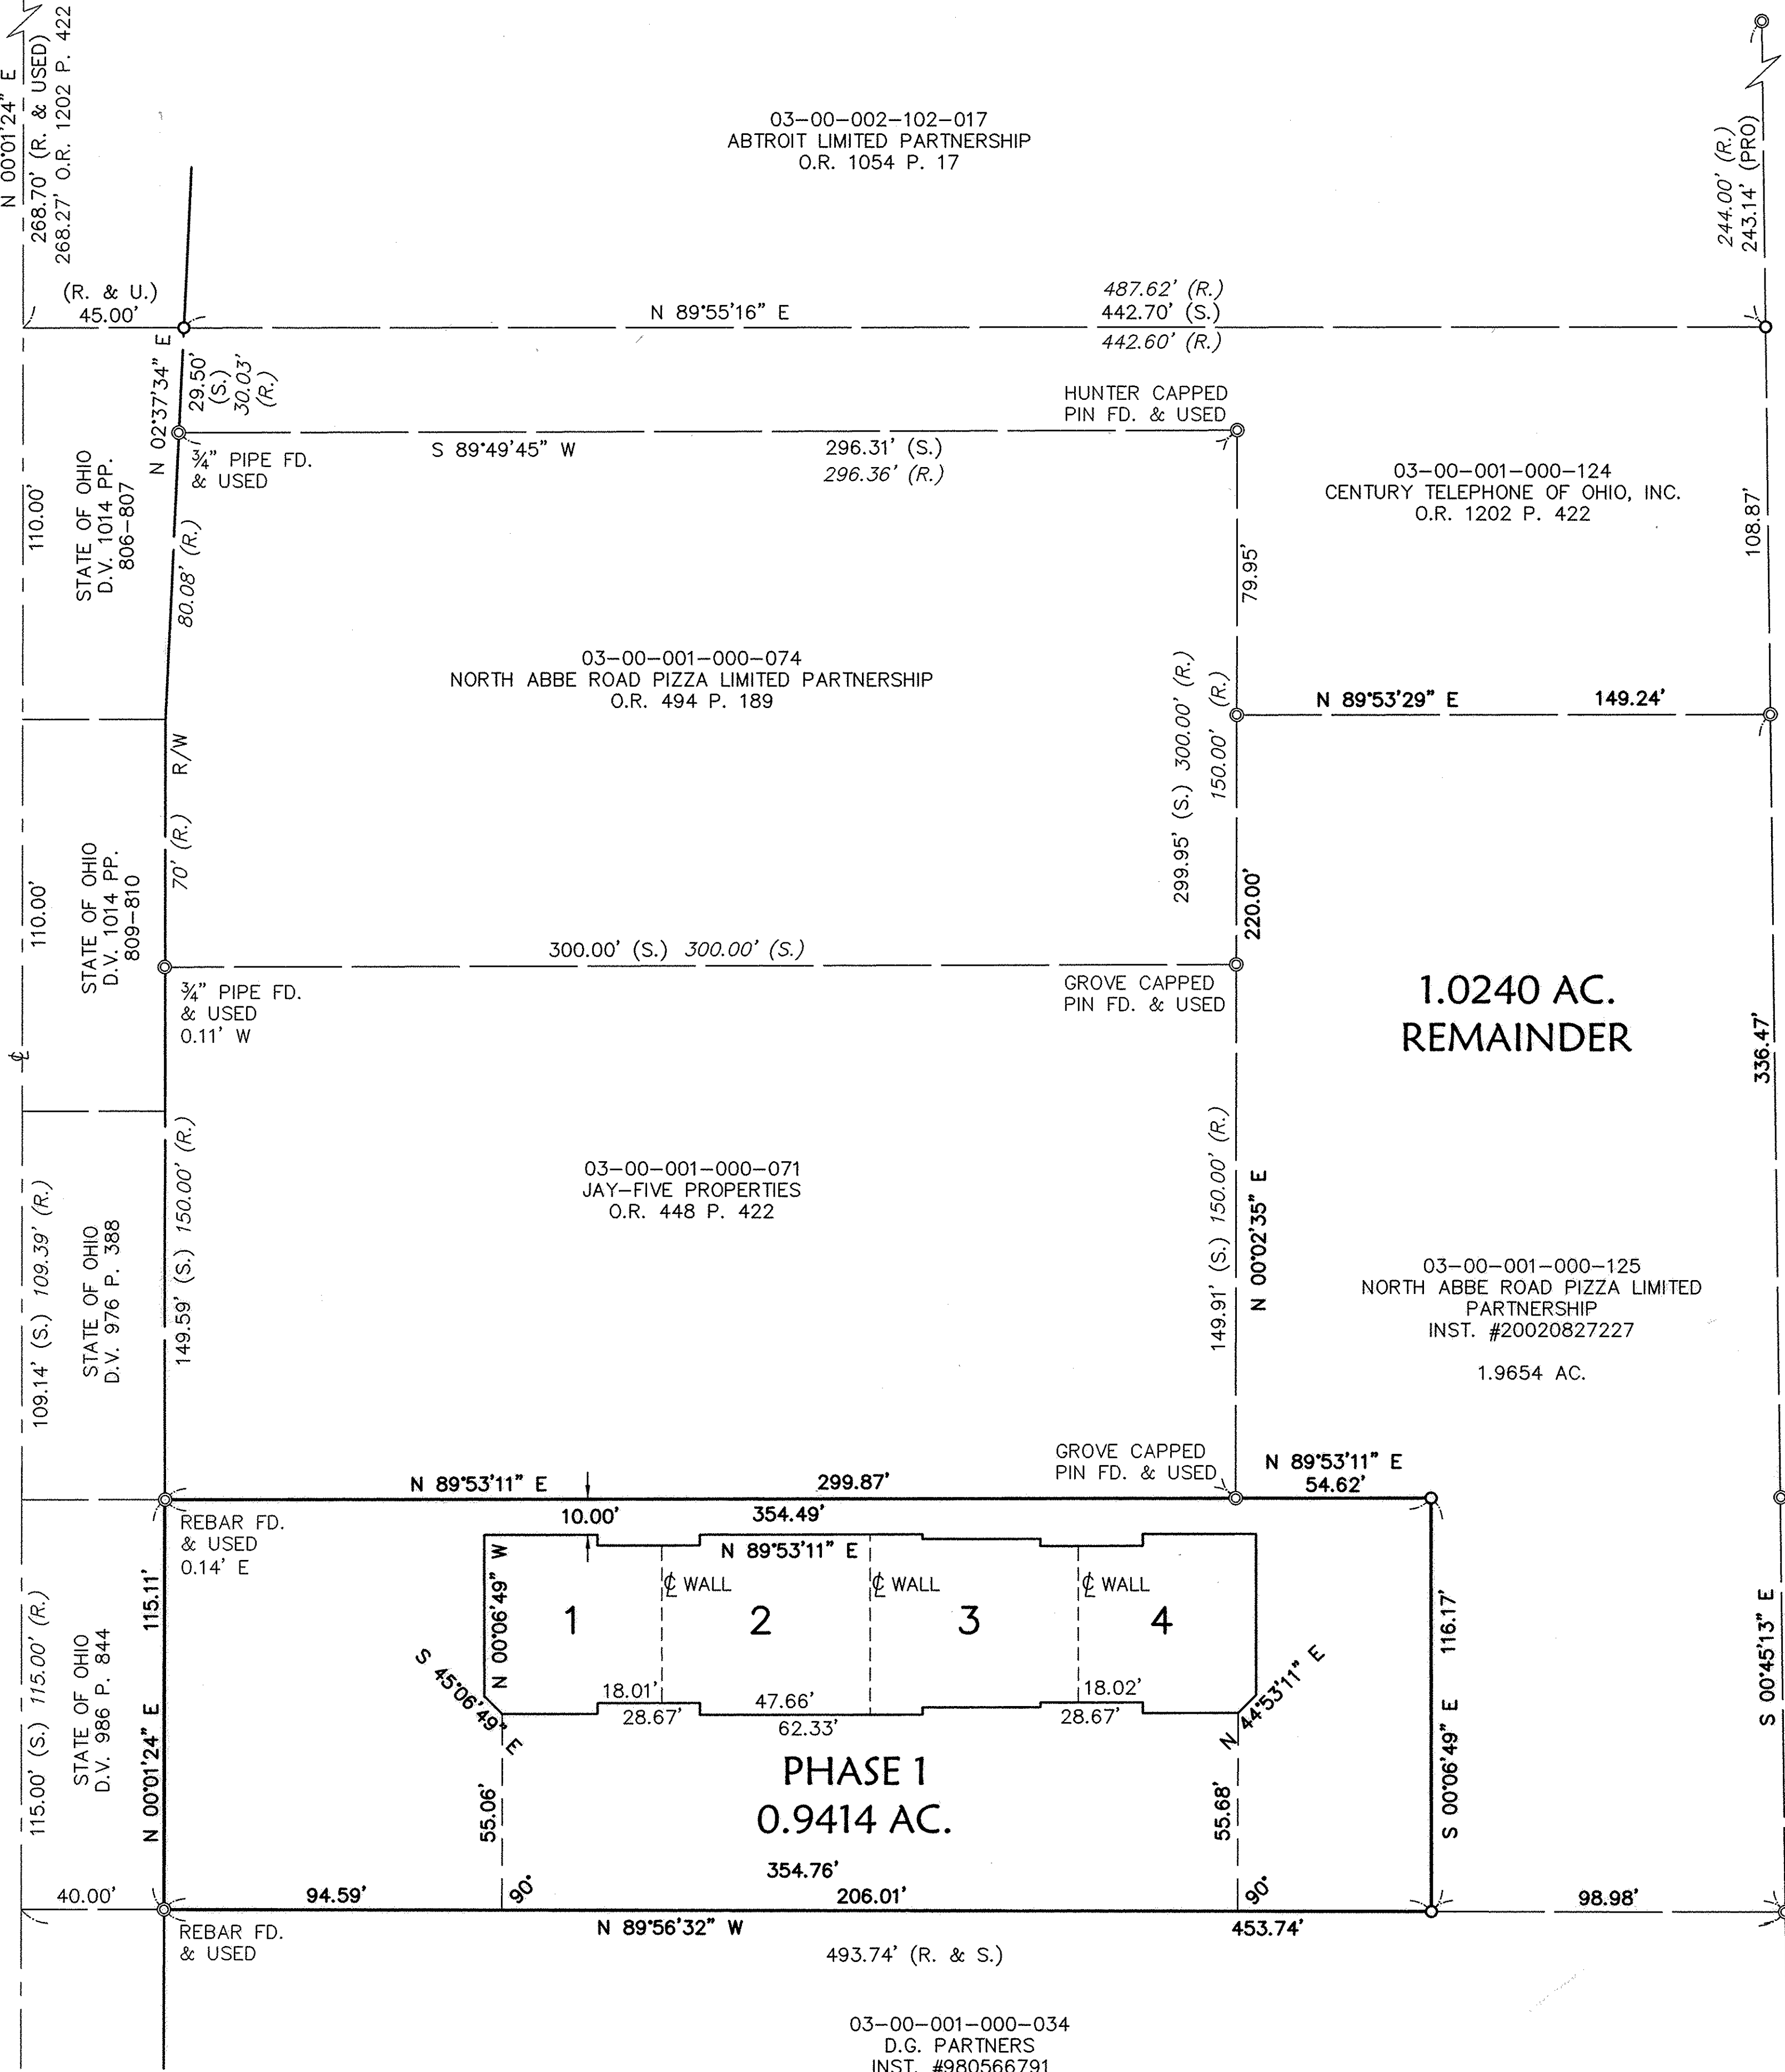 N 00°01'24" E
268.70' (R. & USED)
268.27' O.R. 1202 P. 422
03-00-002-102-017
ABTROIT LIMITED PARTNERSHIP
O.R. 1054 P. 17
244.00' (R.)
243.14' (PRO)
(R. & U.)
45.00'
N 89°55'16" E
487.62' (R.)
442.70' (S.)
442.60' (R.)
N 02°37'34" E
29.50'
(S.)
30.03'
(R.)
HUNTER CAPPED
PIN FD. & USED
S 89°49'45" W
296.31' (S.)
296.36' (R.)
3/4" PIPE FD.
& USED
110.00'
STATE OF OHIO
D.V. 1014 PP.
806-807
80.08' (R.)
03-00-001-000-124
CENTURY TELEPHONE OF OHIO, INC.
O.R. 1202 P. 422
108.87'
79.95'
03-00-001-000-074
NORTH ABBE ROAD PIZZA LIMITED PARTNERSHIP
O.R. 494 P. 189
N 89°53'29" E
149.24'
R/W
70' (R.)
299.95' (S.) 300.00' (R.)
150.00' (R.)
220.00'
110.00'
STATE OF OHIO
D.V. 1014 PP.
809-810
300.00' (S.) 300.00' (S.)
3/4" PIPE FD.
& USED
0.11' W
GROVE CAPPED
PIN FD. & USED
1.0240 AC.
REMAINDER
336.47'
℄
109.14' (S.) 109.39' (R.)
STATE OF OHIO
D.V. 976 P. 388
149.59' (S.) 150.00' (R.)
03-00-001-000-071
JAY-FIVE PROPERTIES
O.R. 448 P. 422
149.91' (S.) 150.00' (R.)
N 00°02'35" E
03-00-001-000-125
NORTH ABBE ROAD PIZZA LIMITED
PARTNERSHIP
INST. #20020827227
1.9654 AC.
GROVE CAPPED
PIN FD. & USED
N 89°53'11" E
54.62'
N 89°53'11" E
299.87'
354.49'
10.00'
REBAR FD.
& USED
0.14' E
N 89°53'11" E
N 00°06'49" W
℄ WALL
℄ WALL
℄ WALL
1
2
3
4
115.00' (S.) 115.00' (R.)
STATE OF OHIO
D.V. 986 P. 844
N 00°01'24" E
115.11'
S 45°06'49" E
18.01'
28.67'
47.66'
62.33'
18.02'
28.67'
N 44°53'11" E
116.17'
S 00°06'49" E
S 00°45'13" E
PHASE 1
0.9414 AC.
55.06'
55.68'
354.76'
40.00'
94.59'
90°
206.01'
90°
98.98'
N 89°56'32" W
453.74'
REBAR FD.
& USED
493.74' (R. & S.)
03-00-001-000-034
D.G. PARTNERS
INST. #980566791